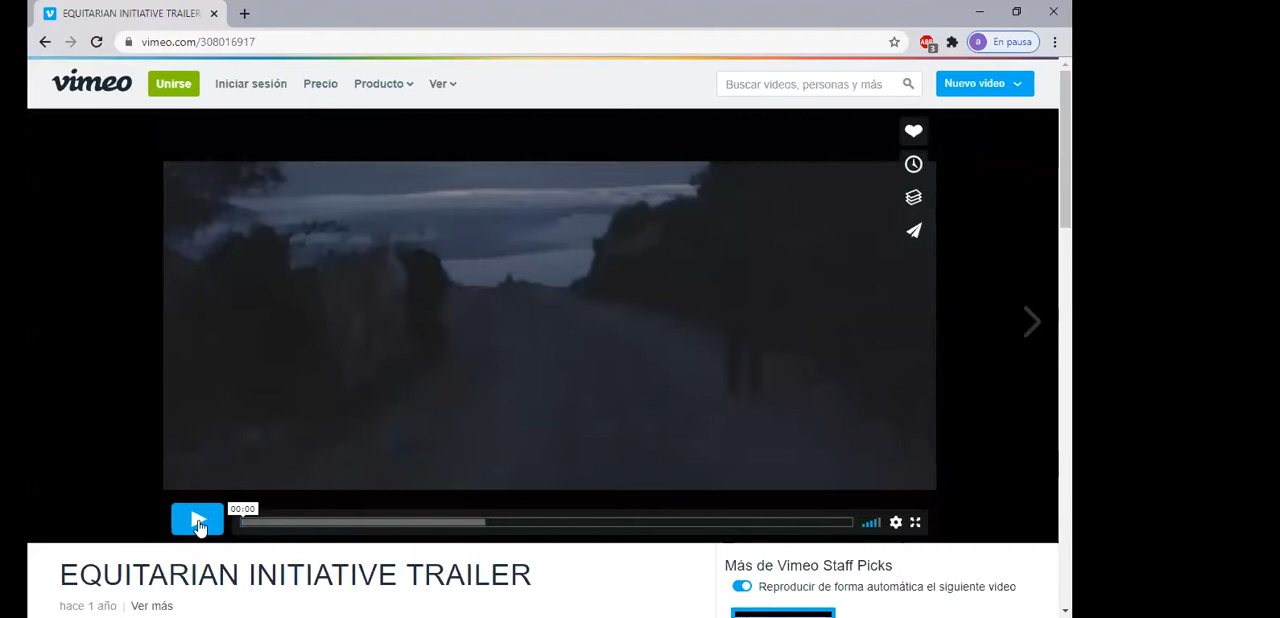 EQUITARIAN INITIATIVE TRAILER
vimeo.com/308016917
3
a
En pausa
vimeo
Unirse
Iniciar sesión
Precio
Producto
Ver
Buscar videos, personas y más
Nuevo video
00:00
EQUITARIAN INITIATIVE TRAILER
hace 1 año | Ver más
Más de Vimeo Staff Picks
Reproducir de forma automática el siguiente video